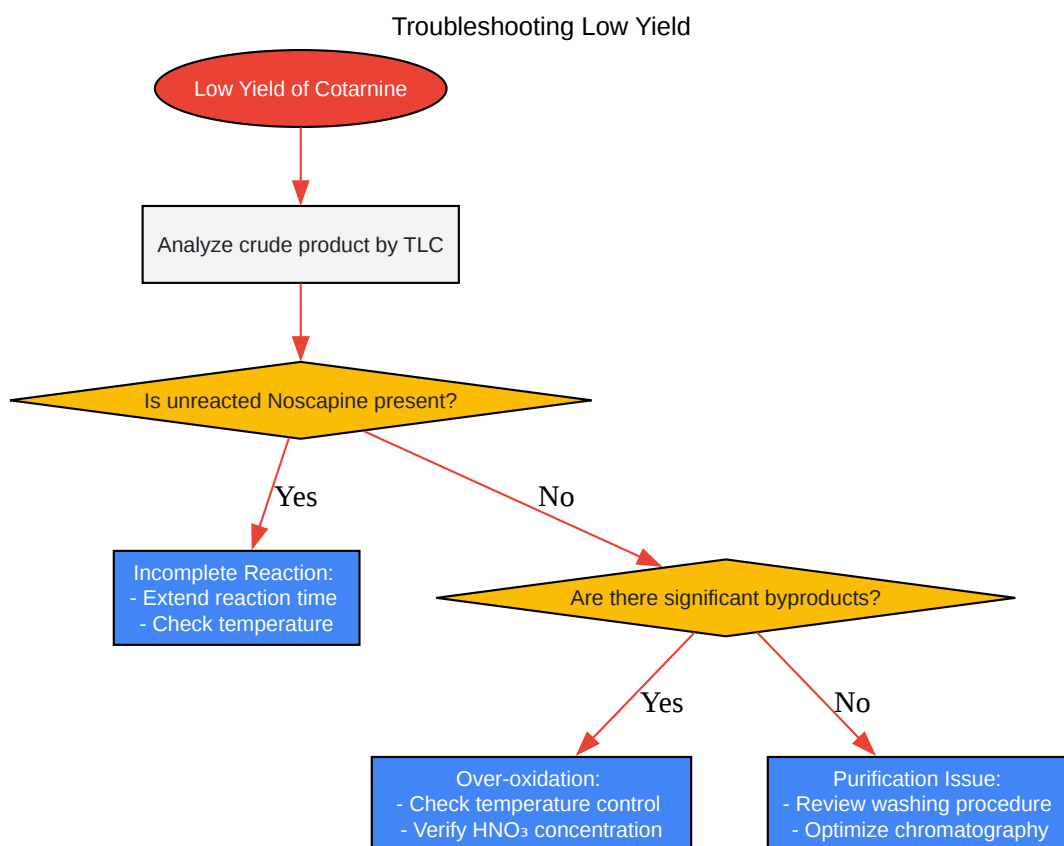 Troubleshooting Low Yield
Low Yield of Cotarnine
Analyze crude product by TLC
Is unreacted Noscapine present?
Yes
No
Incomplete Reaction:
- Extend reaction time
- Check temperature
Are there significant byproducts?
Yes
No
Over-oxidation:
- Check temperature control
- Verify HNO₃ concentration
Purification Issue:
- Review washing procedure
- Optimize chromatography